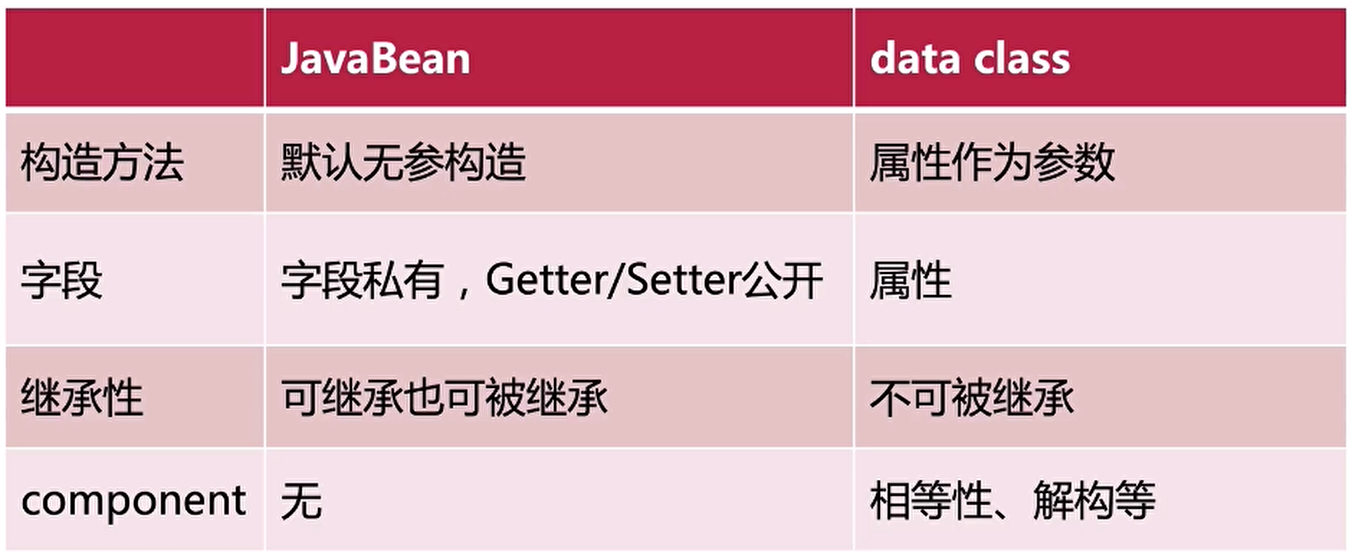 JavaBean data class
构造方法 默认无参构造 属性作为参数
字段 字段私有，Getter/Setter公开 属性
继承性 可继承也可被继承 不可被继承
component 无 相等性、解构等